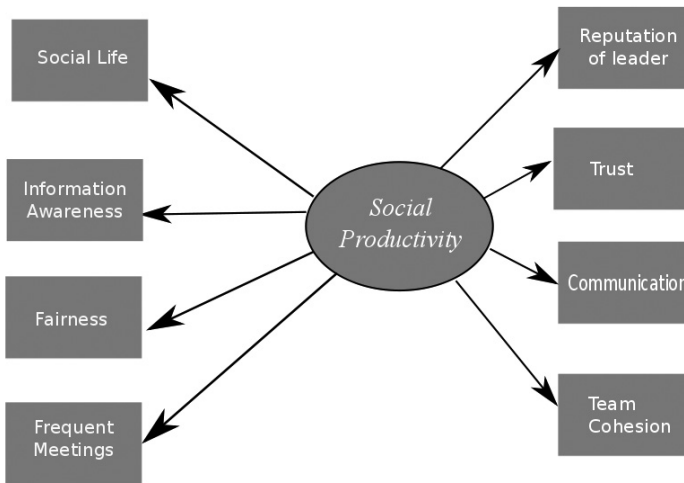 Social Life
Information
Awareness
Fairness
Frequent
Meetings
Social
Productivity
Reputation
of leader
Trust
Communication
Team
Cohesion